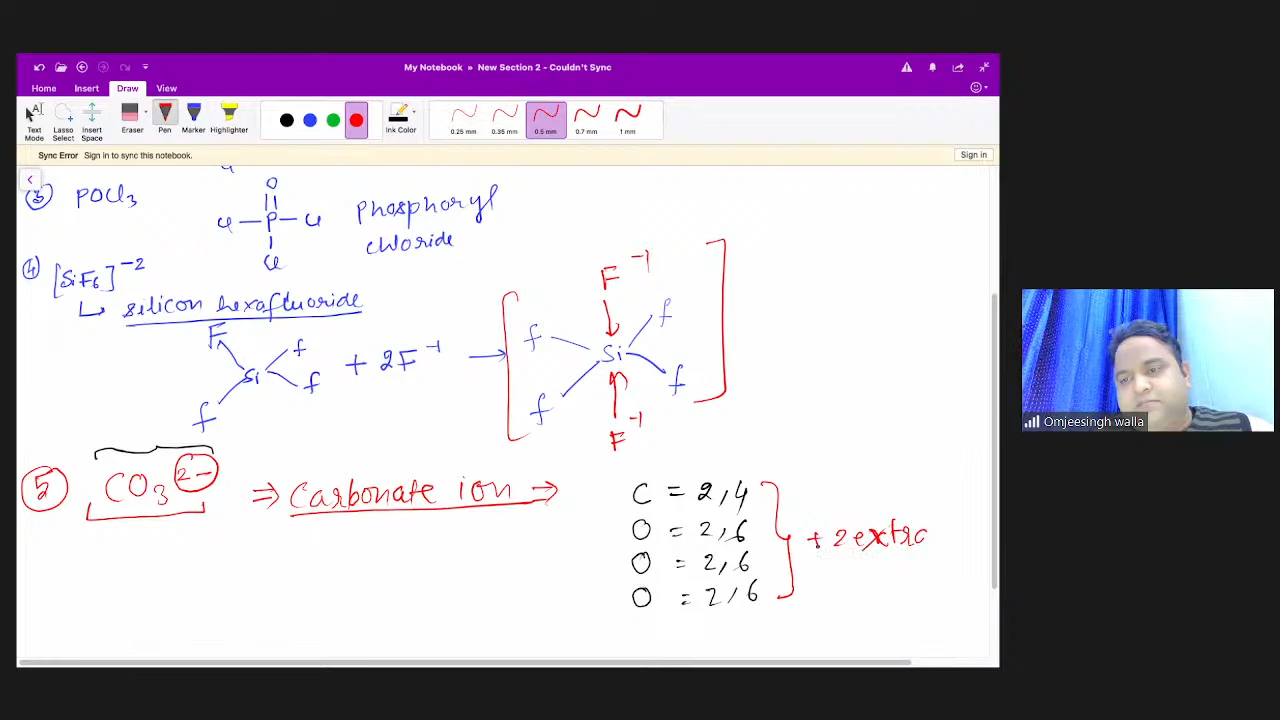 My Notebook » New Section 2 - Couldn't Sync
Home Insert Draw View
Text Mode
Lasso Select
Insert Space
Eraser
Pen
Marker
Highlighter
Ink Color
0.25 mm
0.35 mm
0.5 mm
0.7 mm
1 mm
Sync Error Sign in to sync this notebook.
Sign in
③ POCl3
O
Cl — P — Cl
Cl
Phosphoryl
chloride
④ [SiF6]−2
↳ silicon hexafluoride
F
f
Si
f
f
+ 2F−1 →
F−1
f
f
Si
f
f
F−1
⑤ CO3 2− ⇒ Carbonate ion ⇒
C = 2,4
O = 2,6
O = 2,6
O = 2,6
+ 2 extra
Omjeesingh walla